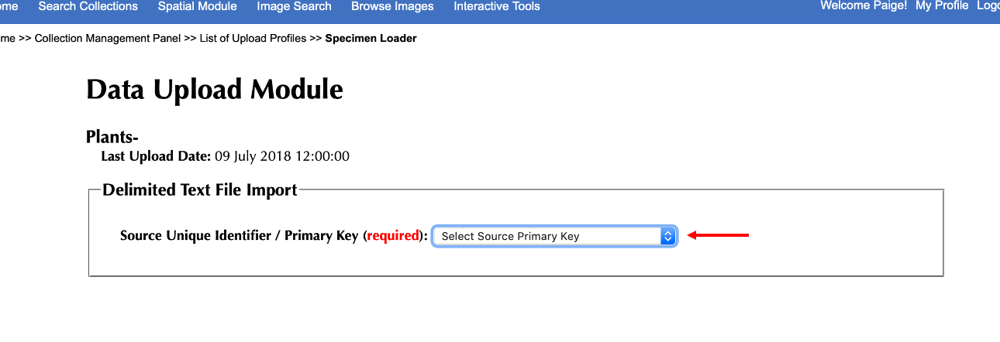 ome Search Collections Spatial Module Image Search Browse Images Interactive Tools Welcome Paige! My Profile Logo
me >> Collection Management Panel >> List of Upload Profiles >> Specimen Loader
Data Upload Module
Plants-
Last Upload Date: 09 July 2018 12:00:00
Delimited Text File Import
Source Unique Identifier / Primary Key (required): Select Source Primary Key